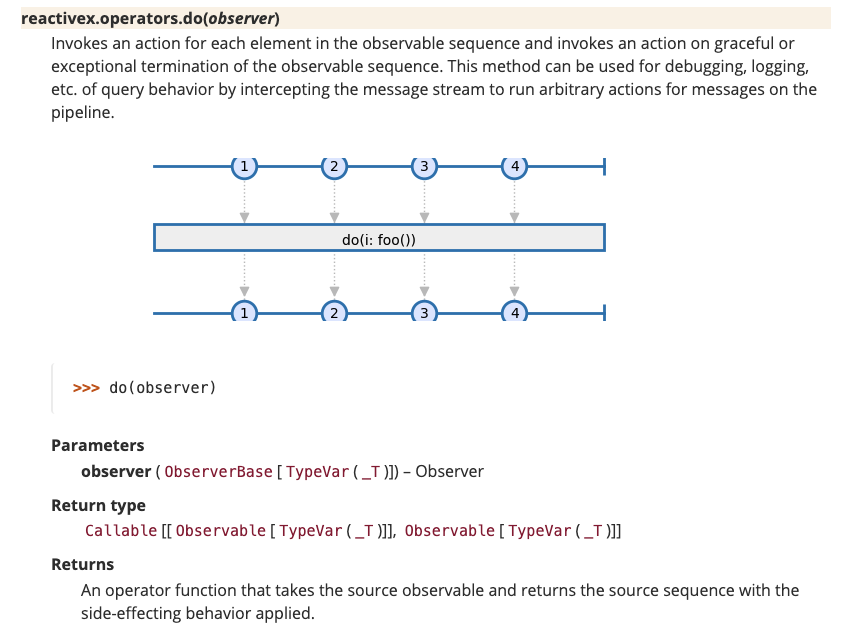 reactivex.operators.do(observer)
Invokes an action for each element in the observable sequence and invokes an action on graceful or
exceptional termination of the observable sequence. This method can be used for debugging, logging,
etc. of query behavior by intercepting the message stream to run arbitrary actions for messages on the
pipeline.
1 2 3 4
do(i: foo())
1 2 3 4
>>> do(observer)
Parameters
observer (ObserverBase[TypeVar(_T)]) – Observer
Return type
Callable[[Observable[TypeVar(_T)]], Observable[TypeVar(_T)]]
Returns
An operator function that takes the source observable and returns the source sequence with the
side-effecting behavior applied.